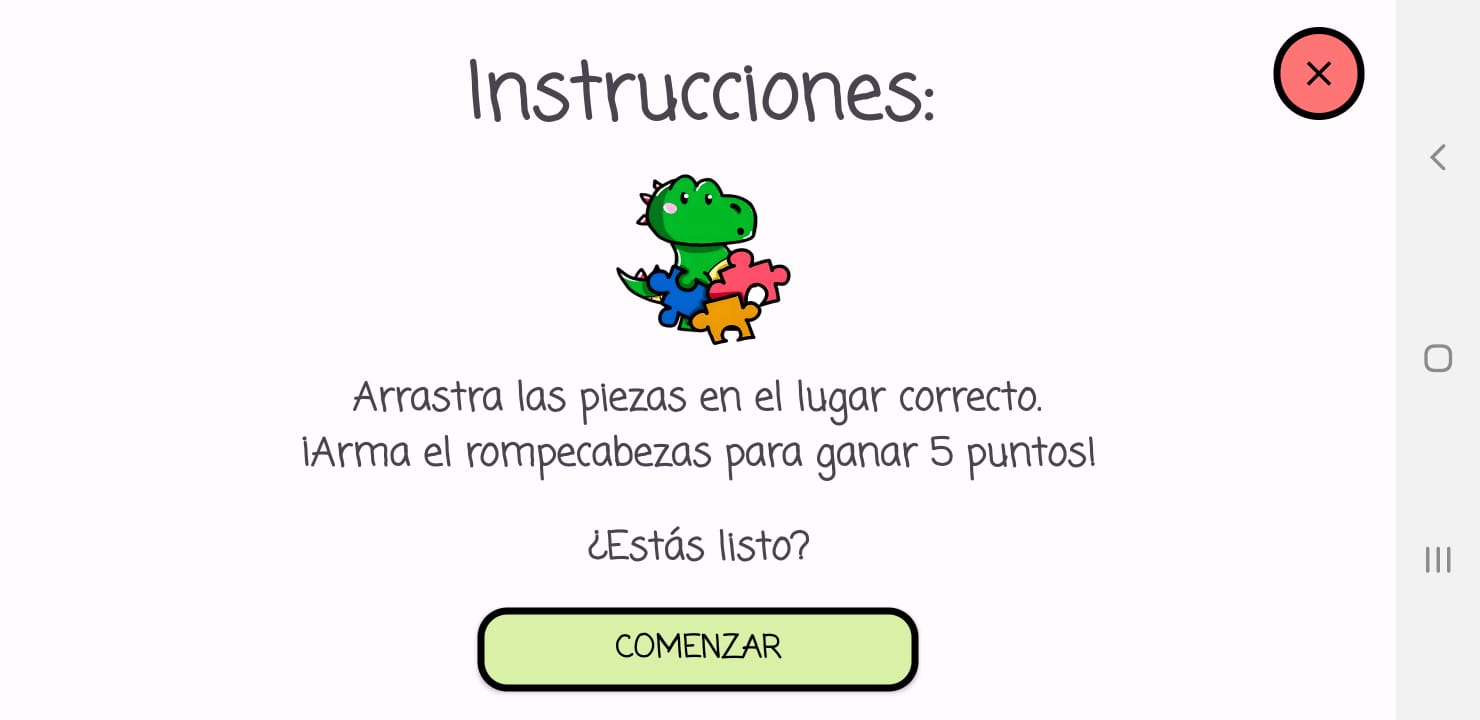 Instrucciones:
Arrastra las piezas en el lugar correcto.
¡Arma el rompecabezas para ganar 5 puntos!
¿Estás listo?
COMENZAR